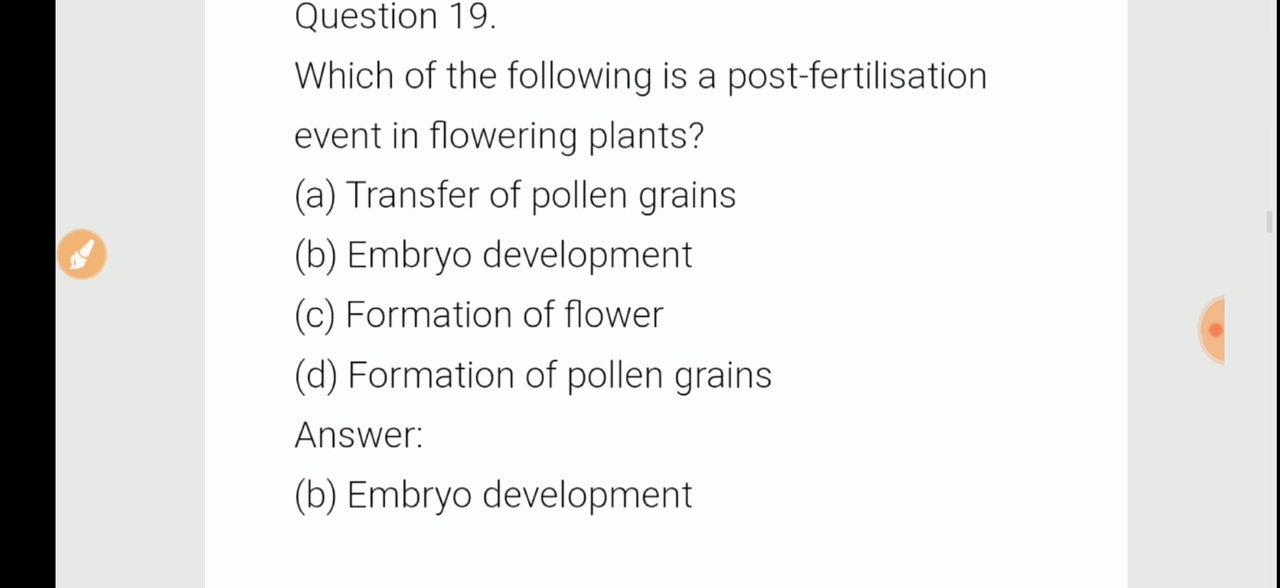 Question 19.
Which of the following is a post-fertilisation
event in flowering plants?
(a) Transfer of pollen grains
(b) Embryo development
(c) Formation of flower
(d) Formation of pollen grains
Answer:
(b) Embryo development